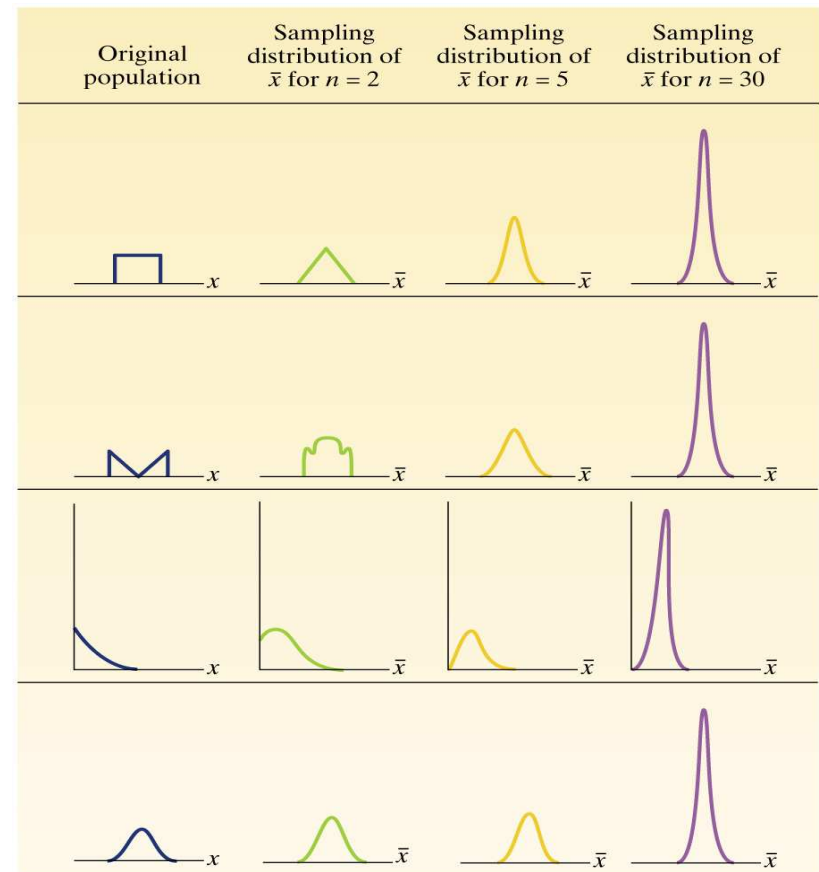 Original
population
Sampling
distribution of
x̄ for n = 2
Sampling
distribution of
x̄ for n = 5
Sampling
distribution of
x̄ for n = 30
x
x̄
x̄
x̄
x
x̄
x̄
x̄
x
x̄
x̄
x̄
x
x̄
x̄
x̄